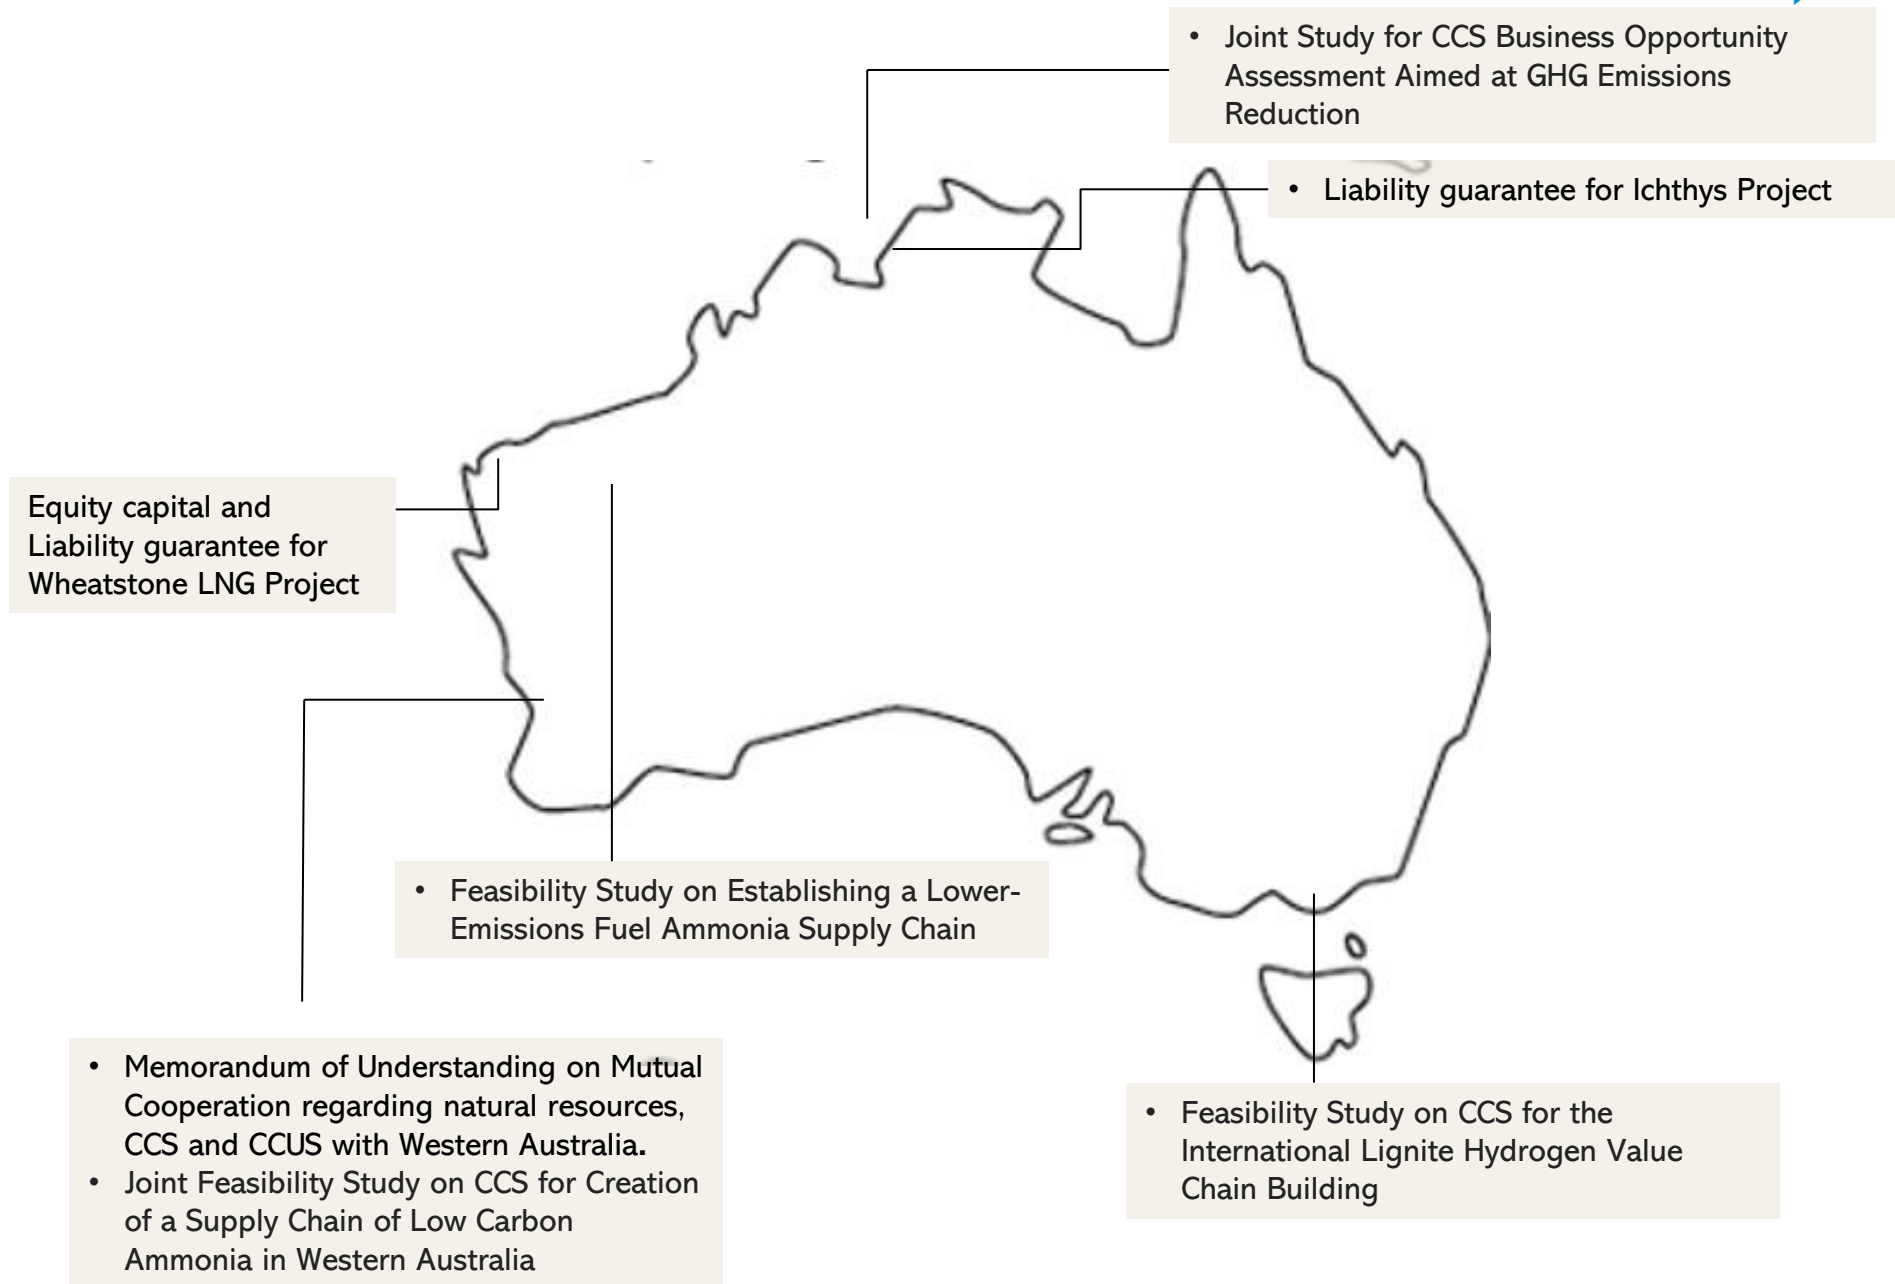 • Joint Study for CCS Business Opportunity
Assessment Aimed at GHG Emissions
Reduction
• Liability guarantee for Ichthys Project
Equity capital and
Liability guarantee for
Wheatstone LNG Project
• Feasibility Study on Establishing a Lower-
Emissions Fuel Ammonia Supply Chain
• Memorandum of Understanding on Mutual
Cooperation regarding natural resources,
CCS and CCUS with Western Australia.
• Joint Feasibility Study on CCS for Creation
of a Supply Chain of Low Carbon
Ammonia in Western Australia
• Feasibility Study on CCS for the
International Lignite Hydrogen Value
Chain Building